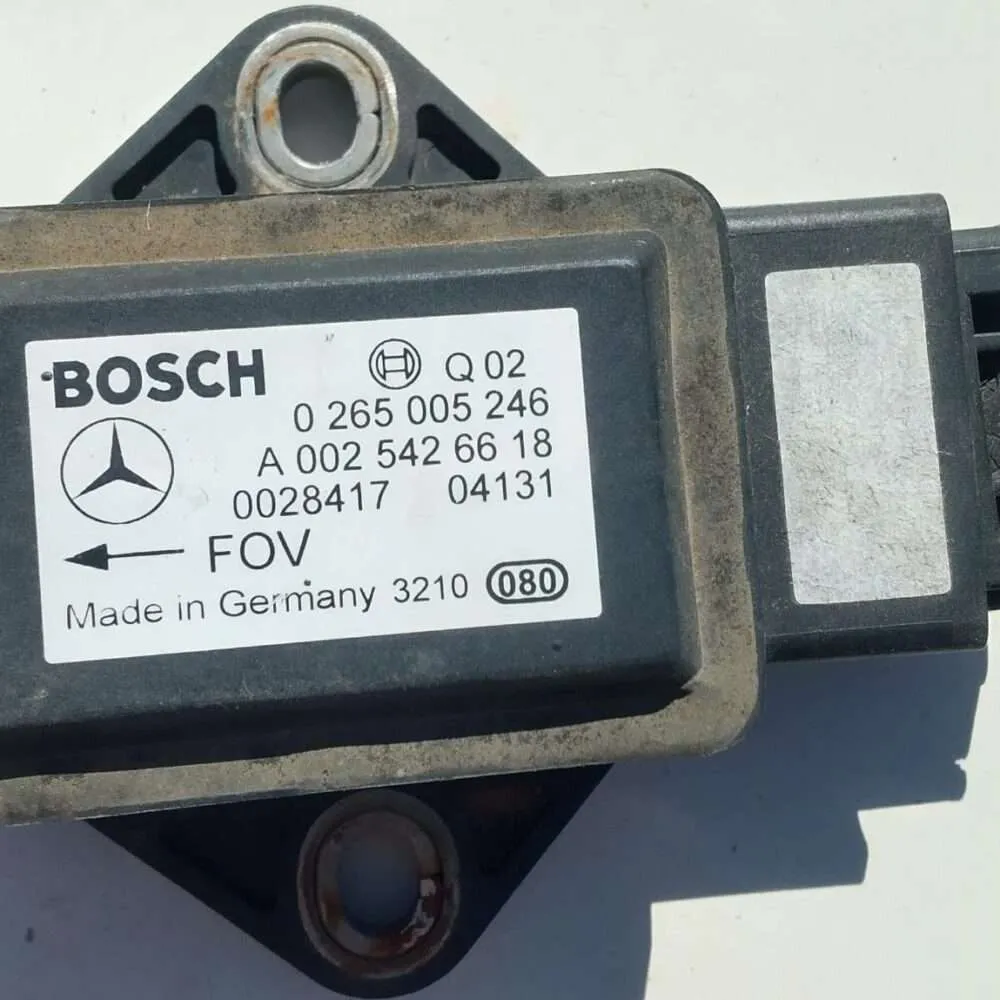 BOSCH Q 02
0 265 005 246
A 002 542 66 18
0028417 04131
FOV
Made in Germany 3210 080